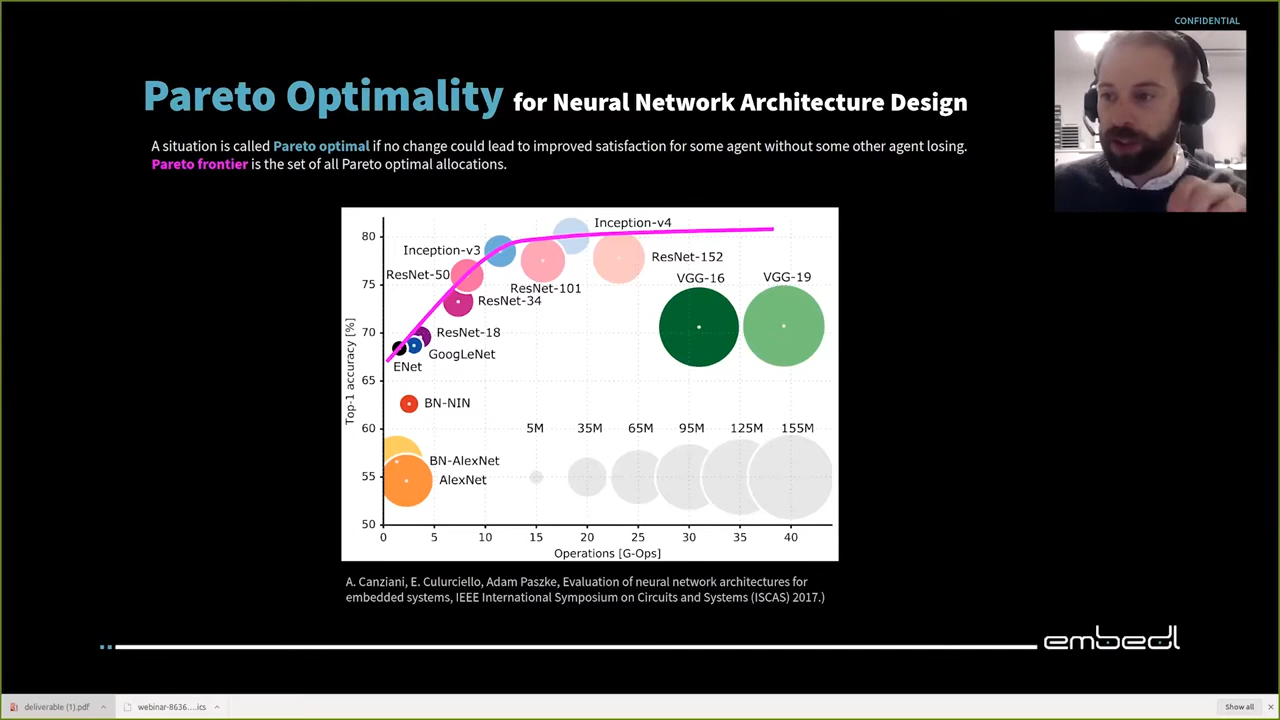 CONFIDENTIAL
Pareto Optimality for Neural Network Architecture Design
A situation is called Pareto optimal if no change could lead to improved satisfaction for some agent without some other agent losing.
Pareto frontier is the set of all Pareto optimal allocations.
Inception-v4
80
Inception-v3
ResNet-152
ResNet-50
VGG-16
VGG-19
75
ResNet-101
ResNet-34
70
ResNet-18
GoogLeNet
ENet
65
Top-1 accuracy [%]
BN-NIN
60
5M 35M 65M 95M 125M 155M
BN-AlexNet
55
AlexNet
50
0 5 10 15 20 25 30 35 40
Operations [G-Ops]
A. Canziani, E. Culurciello, Adam Paszke, Evaluation of neural network architectures for
embedded systems, IEEE International Symposium on Circuits and Systems (ISCAS) 2017.)
embedl
deliverable (1).pdf
webinar-8636....ics
Show all